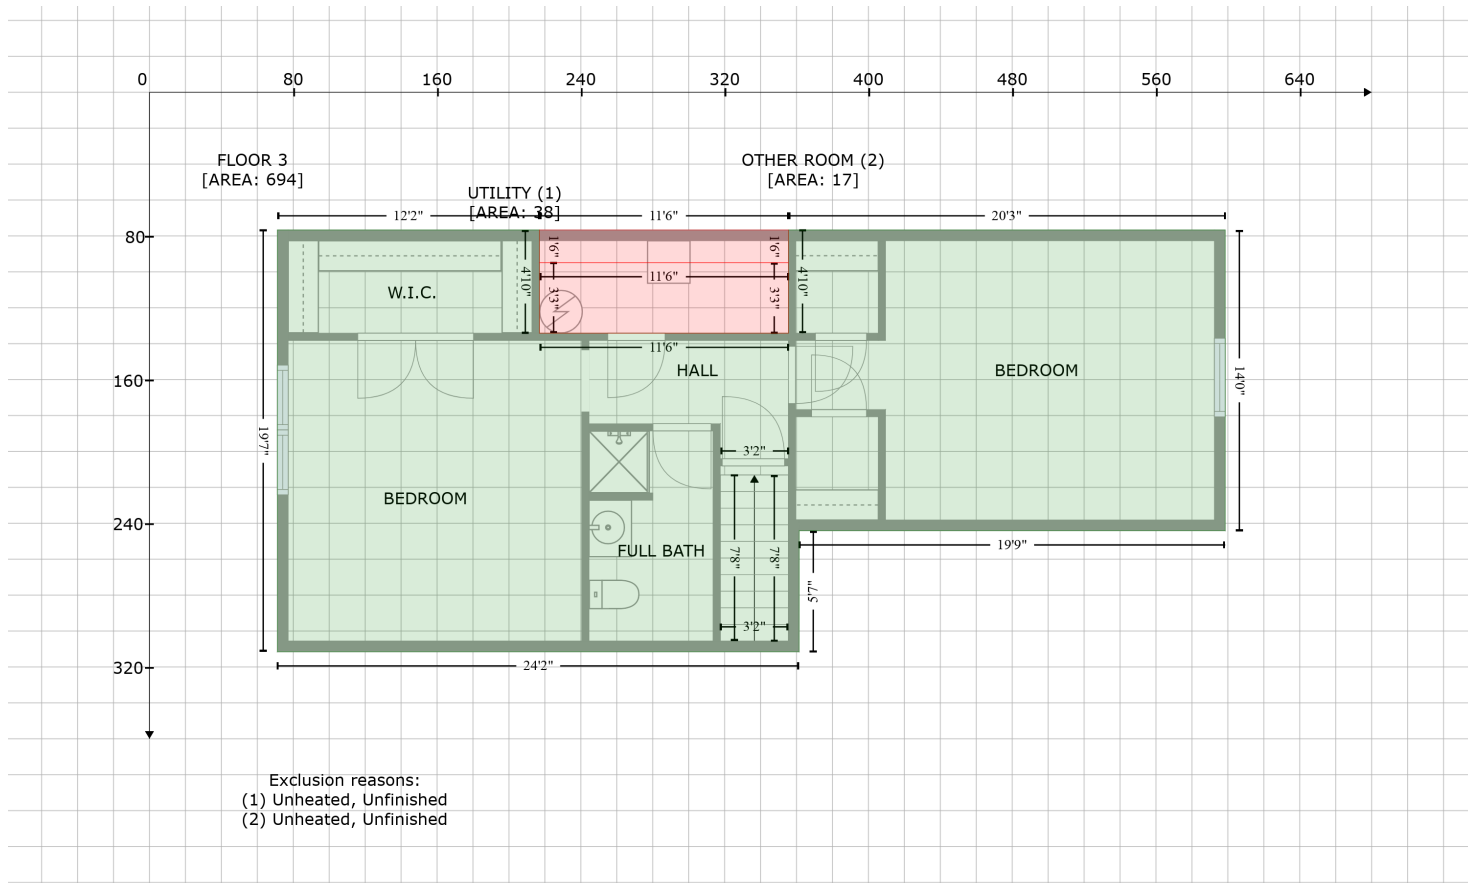 0 80 160 240 320 400 480 560 640
FLOOR 3
[AREA: 694]
OTHER ROOM (2)
[AREA: 17]
UTILITY (1)
[AREA: 38]
12'2" 11'6" 20'3"
80
1'6" 1'6"
4'10" 11'6" 4'10"
W.I.C.
3'3" 3'3"
11'6"
HALL
BEDROOM
160
14'0"
19'7"
3'2"
BEDROOM
240
FULL BATH
7'8" 7'8"
19'9"
5'7"
3'2"
320
24'2"
Exclusion reasons:
(1) Unheated, Unfinished
(2) Unheated, Unfinished